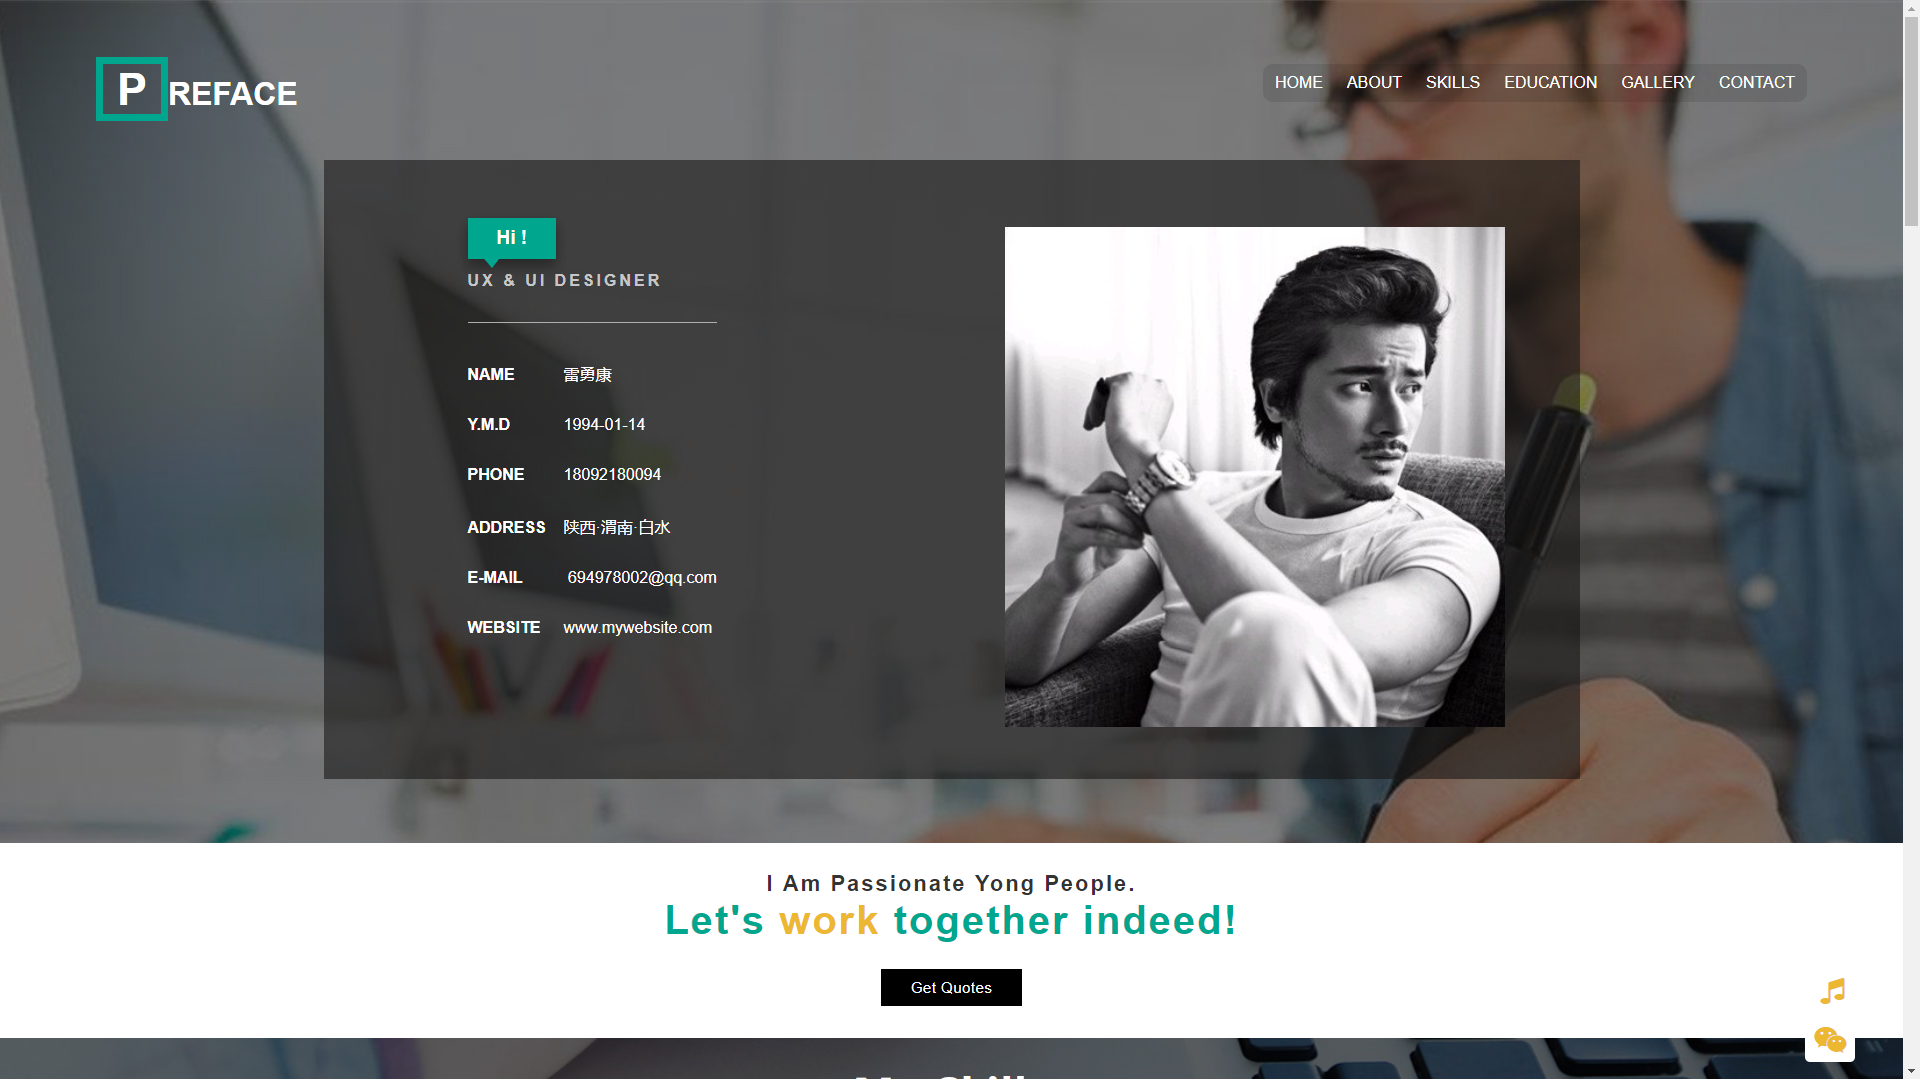 PREFACE
HOME ABOUT SKILLS EDUCATION GALLERY CONTACT
Hi !
UX & UI DESIGNER
NAME 雷勇康
Y.M.D 1994-01-14
PHONE 18092180094
ADDRESS 陕西·渭南·白水
E-MAIL 694978002@qq.com
WEBSITE www.mywebsite.com
I Am Passionate Yong People.
Let's work together indeed!
Get Quotes